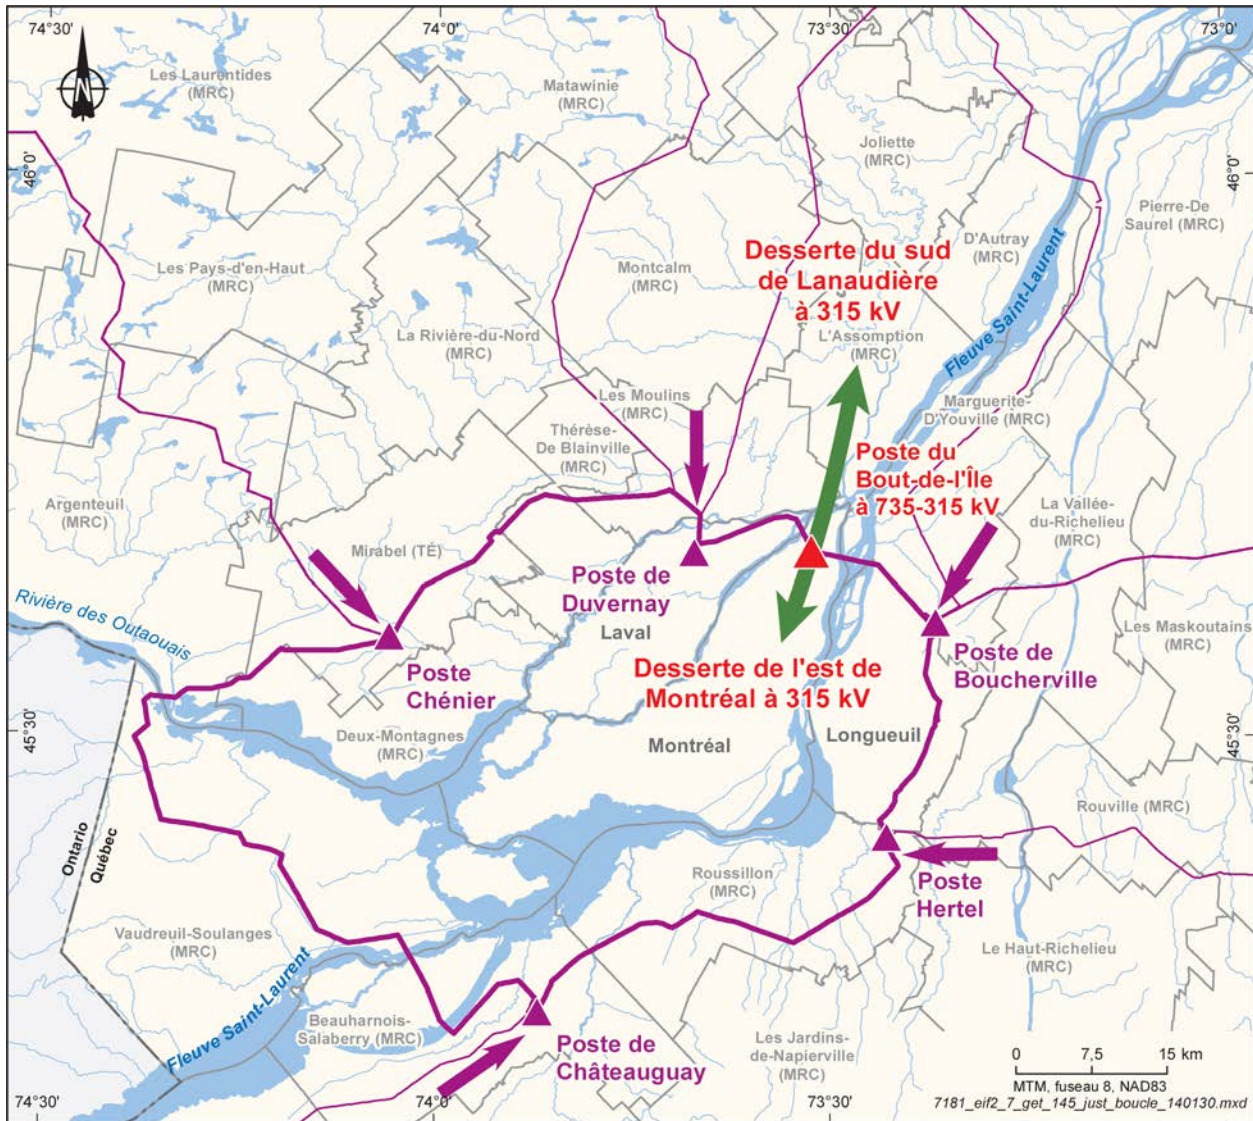 74°30'
74°0'
73°30'
73°0'
N
Les Laurentides
(MRC)
Matawinie
(MRC)
Joliette
(MRC)
46°0'
46°0'
Pierre-De
Saurel (MRC)
D'Autray
(MRC)
Les Pays-d'en-Haut
(MRC)
Montcalm
(MRC)
Desserte du sud
de Lanaudière
à 315 kV
Fleuve Saint-Laurent
La Rivière-du-Nord
(MRC)
L'Assomption
(MRC)
Les Moulins
(MRC)
Marguerite-
D'Youville (MRC)
Thérèse-
De Blainville
(MRC)
Poste du
Bout-de-l'Île
à 735-315 kV
Argenteuil
(MRC)
La Vallée-
du-Richelieu
(MRC)
Mirabel (TÉ)
Poste de
Duvernay
Rivière des Outaouais
Laval
Les Maskoutains
(MRC)
Poste
Chénier
Desserte de l'est de
Montréal à 315 kV
Poste de
Boucherville
45°30'
45°30'
Deux-Montagnes
(MRC)
Montréal
Longueuil
Rouville (MRC)
Ontario
Québec
Roussillon
(MRC)
Poste
Hertel
Vaudreuil-Soulanges
(MRC)
Le Haut-Richelieu
(MRC)
Fleuve Saint-Laurent
Beauharnois-
Salaberry (MRC)
Poste de
Châteauguay
Les Jardins-
de-Napierville
(MRC)
0 7,5 15 km
MTM, fuseau 8, NAD83
7181_eif2_7_get_145_just_boucle_140130.mxd
74°30'
74°0'
73°30'